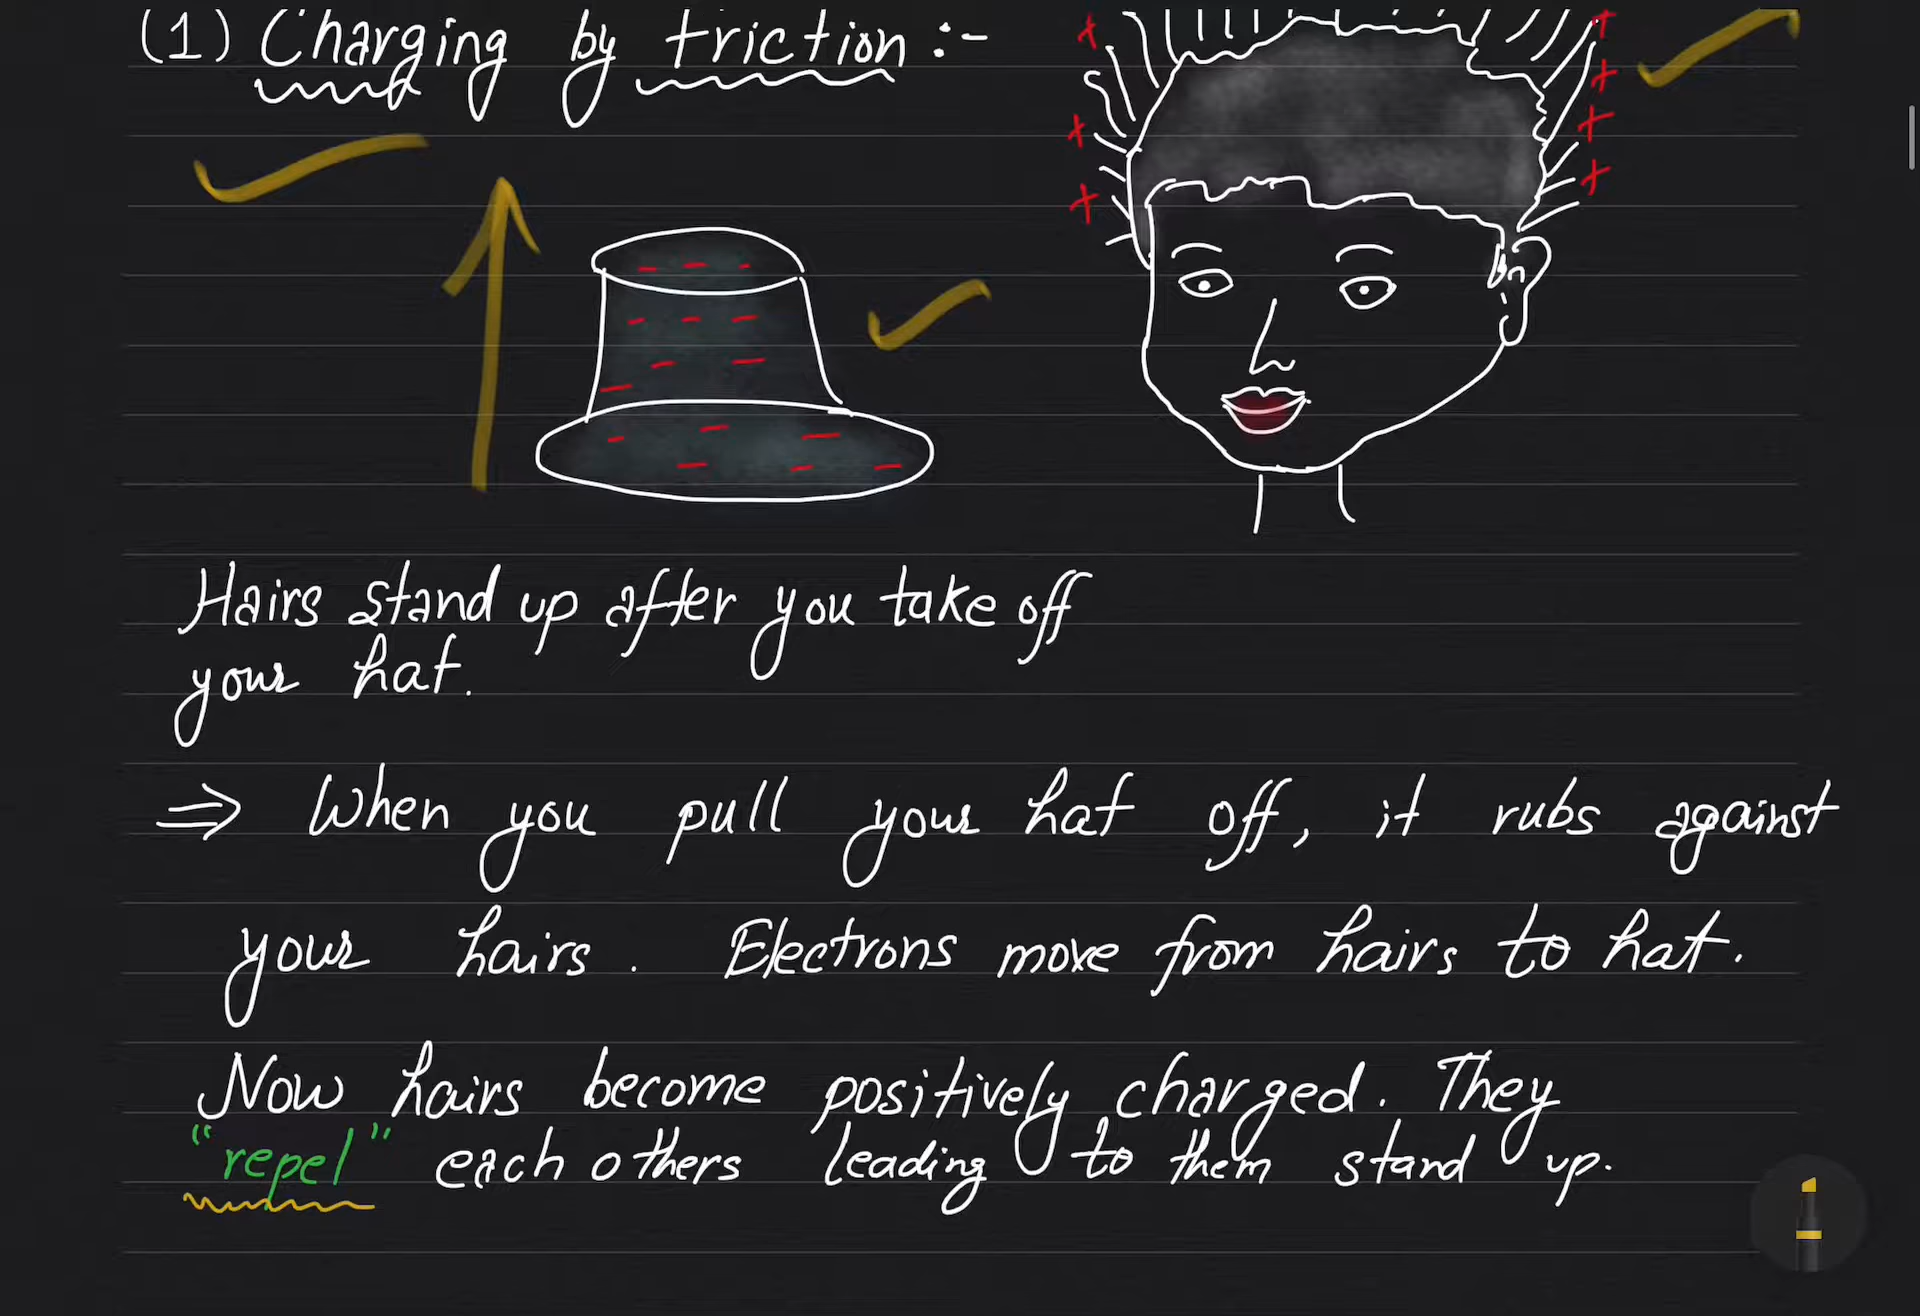 (1) Charging by friction :-
Hairs stand up after you take off
your hat.
⇒ When you pull your hat off, it rubs against
your hairs. Electrons move from hairs to hat.
Now hairs become positively charged. They
"repel" each others leading to them stand up.